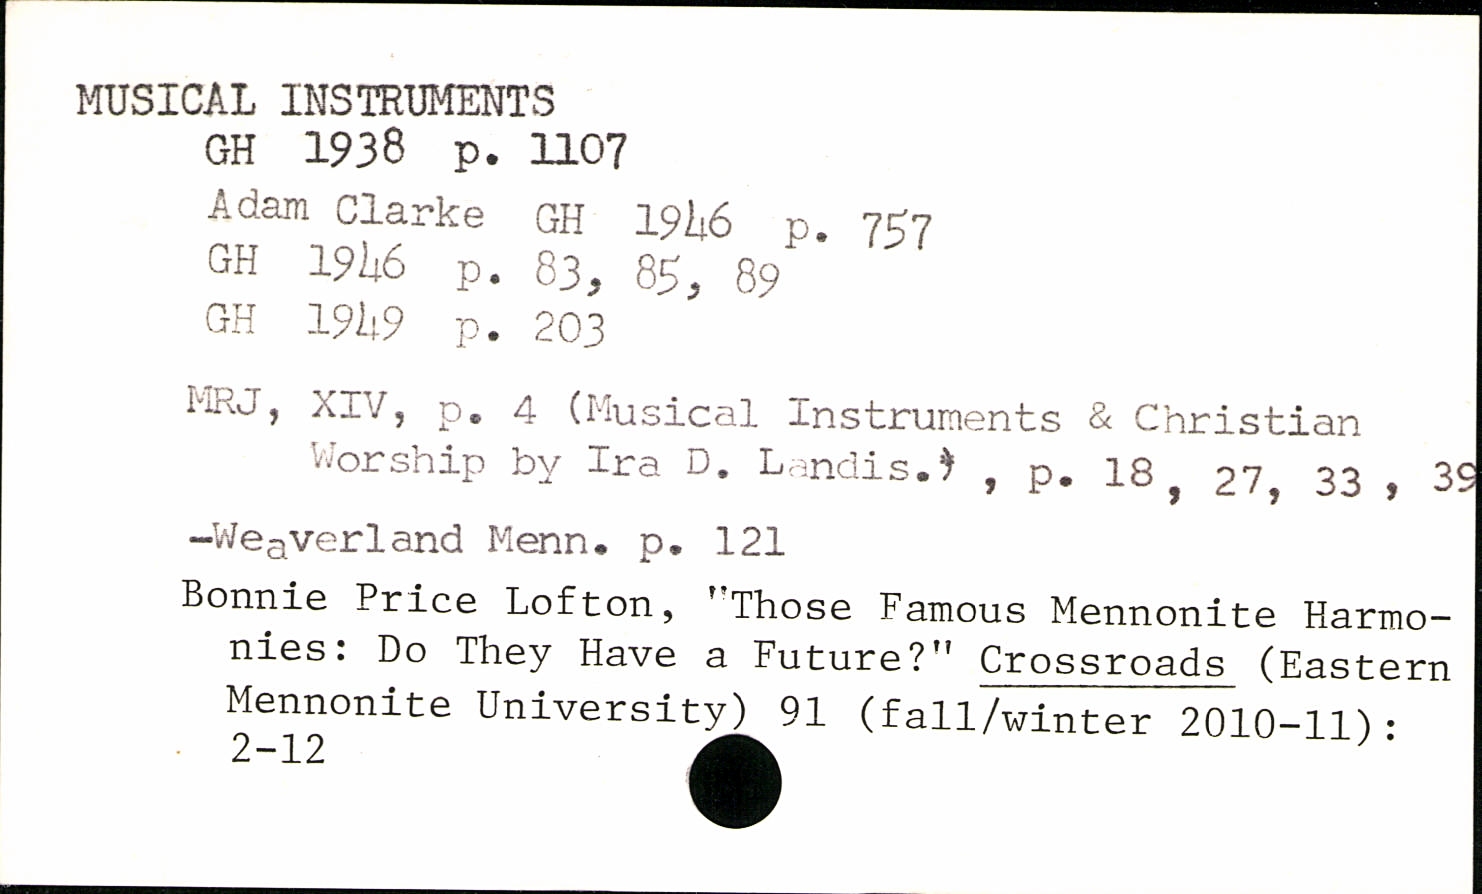 MUSICAL INSTRUMENTS
GH 1938 p. 1107
Adam Clarke GH 1946 p. 757
GH 1946 p. 83, 85, 89
GH 1949 p. 203
MRJ, XIV, p. 4 (Musical Instruments & Christian
Worship by Ira D. Landis.) , p. 18, 27, 33 , 39
-Weaverland Menn. p. 121
Bonnie Price Lofton, "Those Famous Mennonite Harmo-
nies: Do They Have a Future?" Crossroads (Eastern
Mennonite University) 91 (fall/winter 2010-11):
2-12